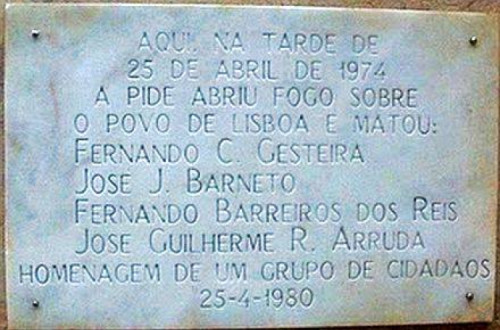 AQUI, NA TARDE DE
25 DE ABRIL DE 1974
A PIDE ABRIU FOGO SOBRE
O POVO DE LISBOA E MATOU:
FERNANDO C. GESTEIRA
JOSE J. BARNETO
FERNANDO BARREIROS DOS REIS
JOSE GUILHERME R. ARRUDA
HOMENAGEM DE UM GRUPO DE CIDADAOS
25-4-1980